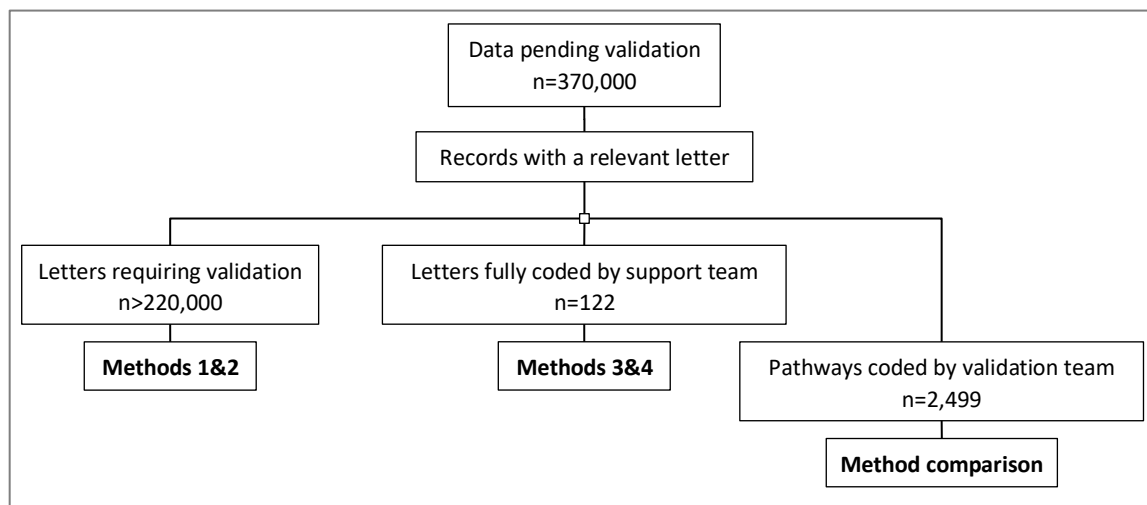 Data pending validation
n=370,000
Records with a relevant letter
Letters requiring validation
n>220,000
Methods 1&2
Letters fully coded by support team
n=122
Methods 3&4
Pathways coded by validation team
n=2,499
Method comparison